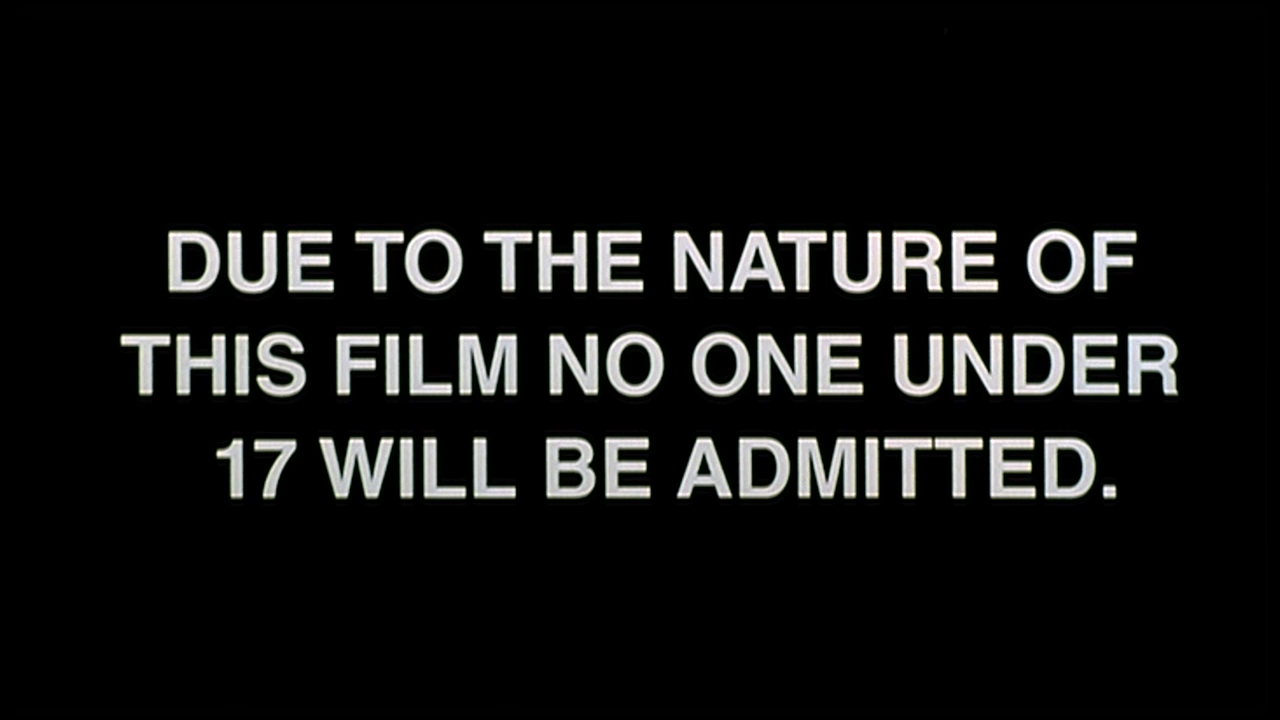 DUE TO THE NATURE OF
THIS FILM NO ONE UNDER
17 WILL BE ADMITTED.